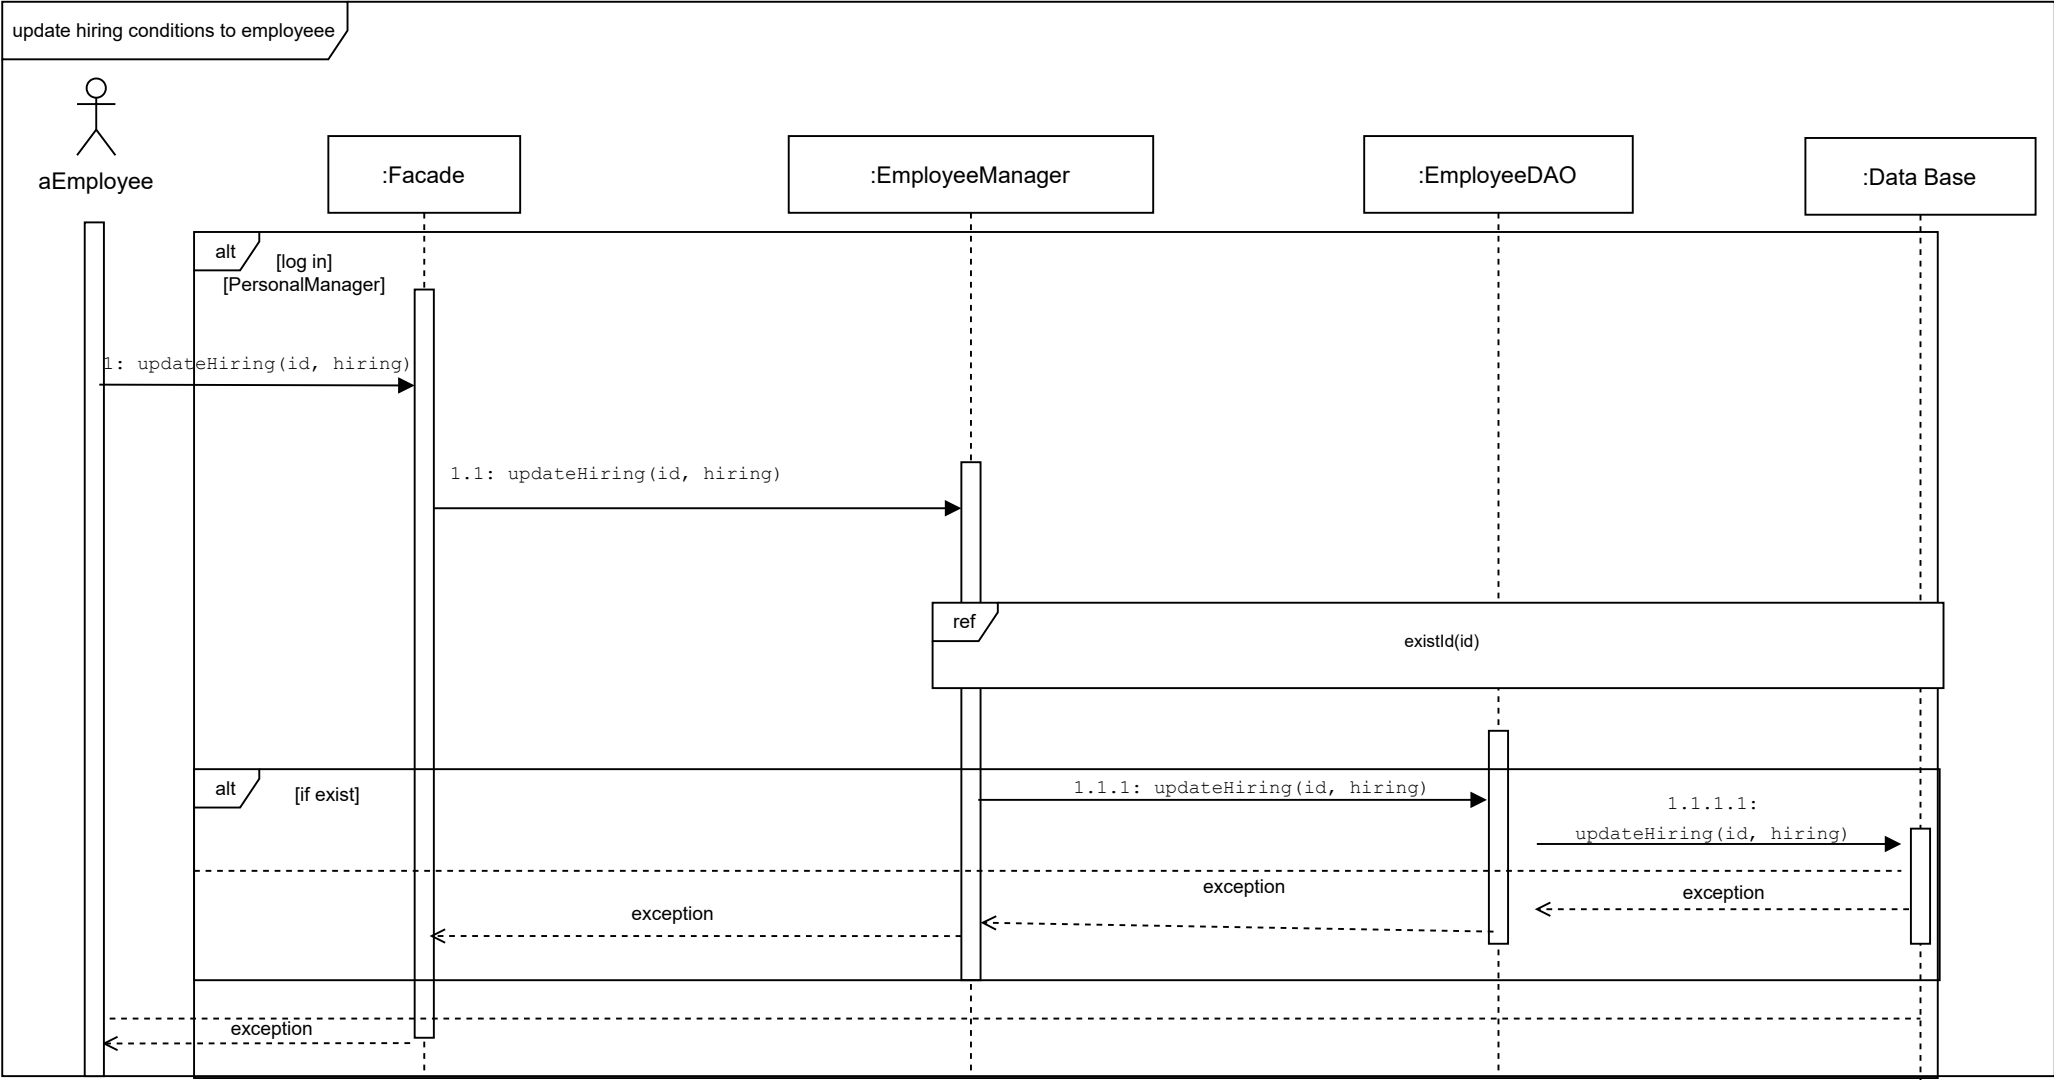 update hiring conditions to employeee
aEmployee
:Facade
:EmployeeManager
:EmployeeDAO
:Data Base
alt
[log in]
[PersonalManager]
1: updateHiring(id, hiring)
1.1: updateHiring(id, hiring)
ref
existId(id)
alt
[if exist]
1.1.1: updateHiring(id, hiring)
1.1.1.1:
updateHiring(id, hiring)
exception
exception
exception
exception